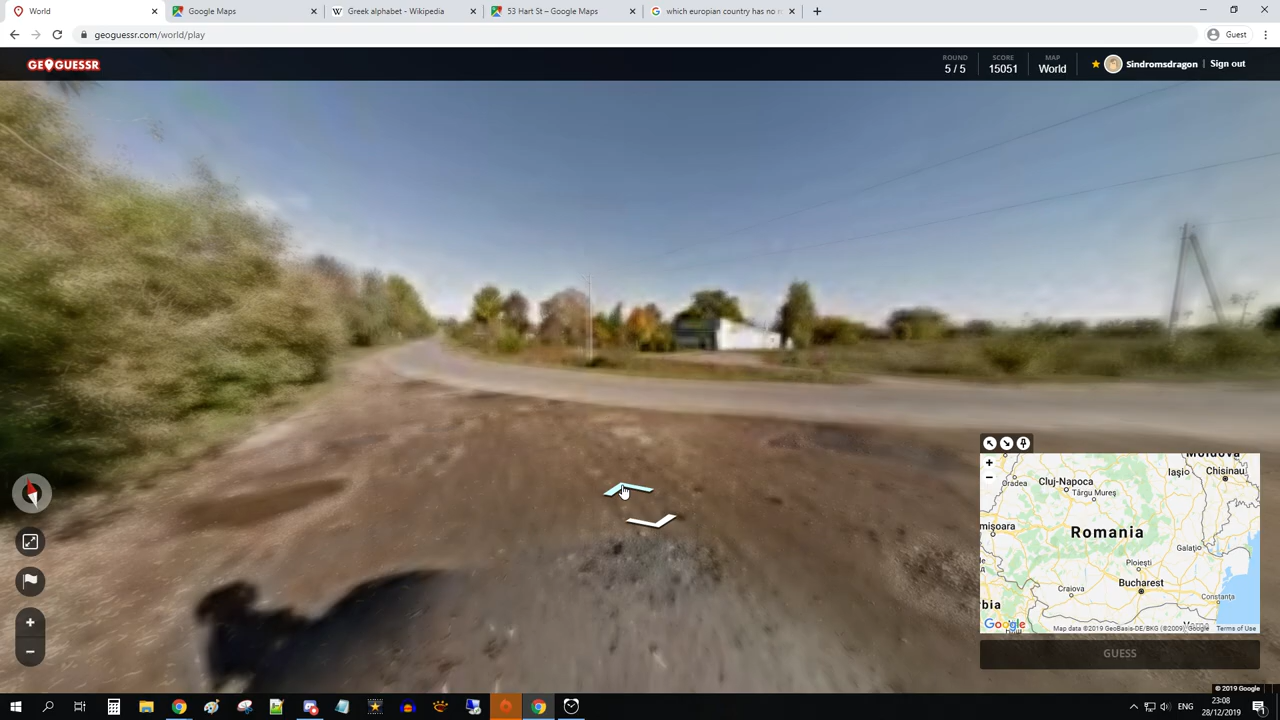 World
Google Maps
Greek alphabet - Wikipedia
53 Hart St – Google Maps
which europian country has no
geoguessr.com/world/play
Guest
GEOGUESSR
ROUND
5 / 5
SCORE
15051
MAP
World
Sindromsdragon
Sign out
Moldova
Oradea
Cluj-Napoca
Iași
Chisinau
Târgu Mureș
mișoara
Romania
Galați
Ploiești
Craiova
Bucharest
Constanța
bia
Google
Map data ©2019 GeoBasis-DE/BKG (©2009), Google
Terms of Use
GUESS
© 2019 Google
ENG
23:08
28/12/2019